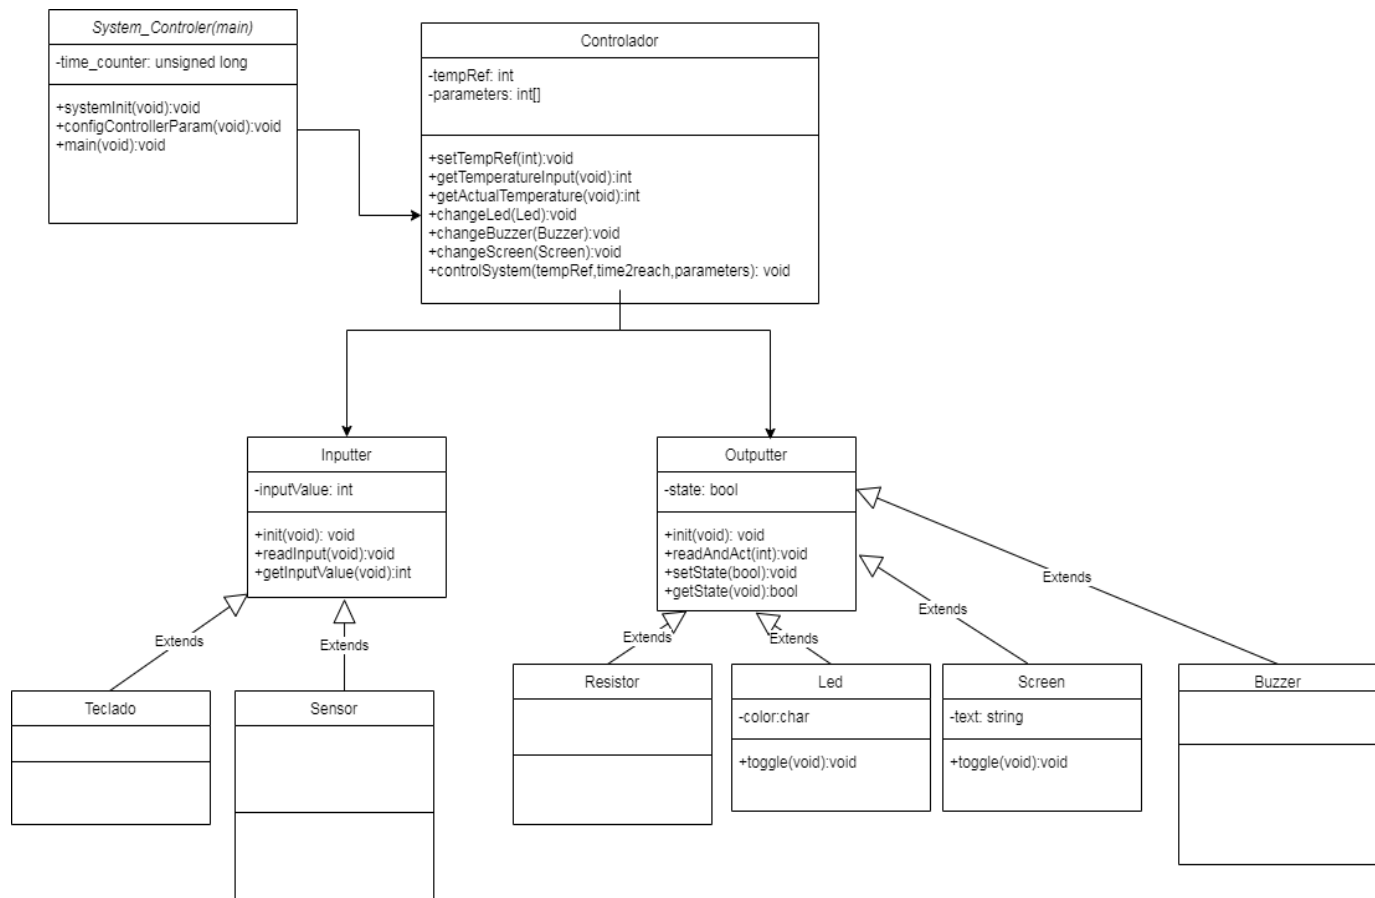 System_Controler(main)
-time_counter: unsigned long
+systemInit(void):void
+configControllerParam(void):void
+main(void):void
Controlador
-tempRef: int
-parameters: int[]
+setTempRef(int):void
+getTemperatureInput(void):int
+getActualTemperature(void):int
+changeLed(Led):void
+changeBuzzer(Buzzer):void
+changeScreen(Screen):void
+controlSystem(tempRef,time2reach,parameters): void
Inputter
-inputValue: int
+init(void): void
+readInput(void):void
+getInputValue(void):int
Outputter
-state: bool
+init(void): void
+readAndAct(int):void
+setState(bool):void
+getState(void):bool
Extends
Extends
Extends
Extends
Extends
Extends
Teclado
Sensor
Resistor
Led
-color:char
+toggle(void):void
Screen
-text: string
+toggle(void):void
Buzzer